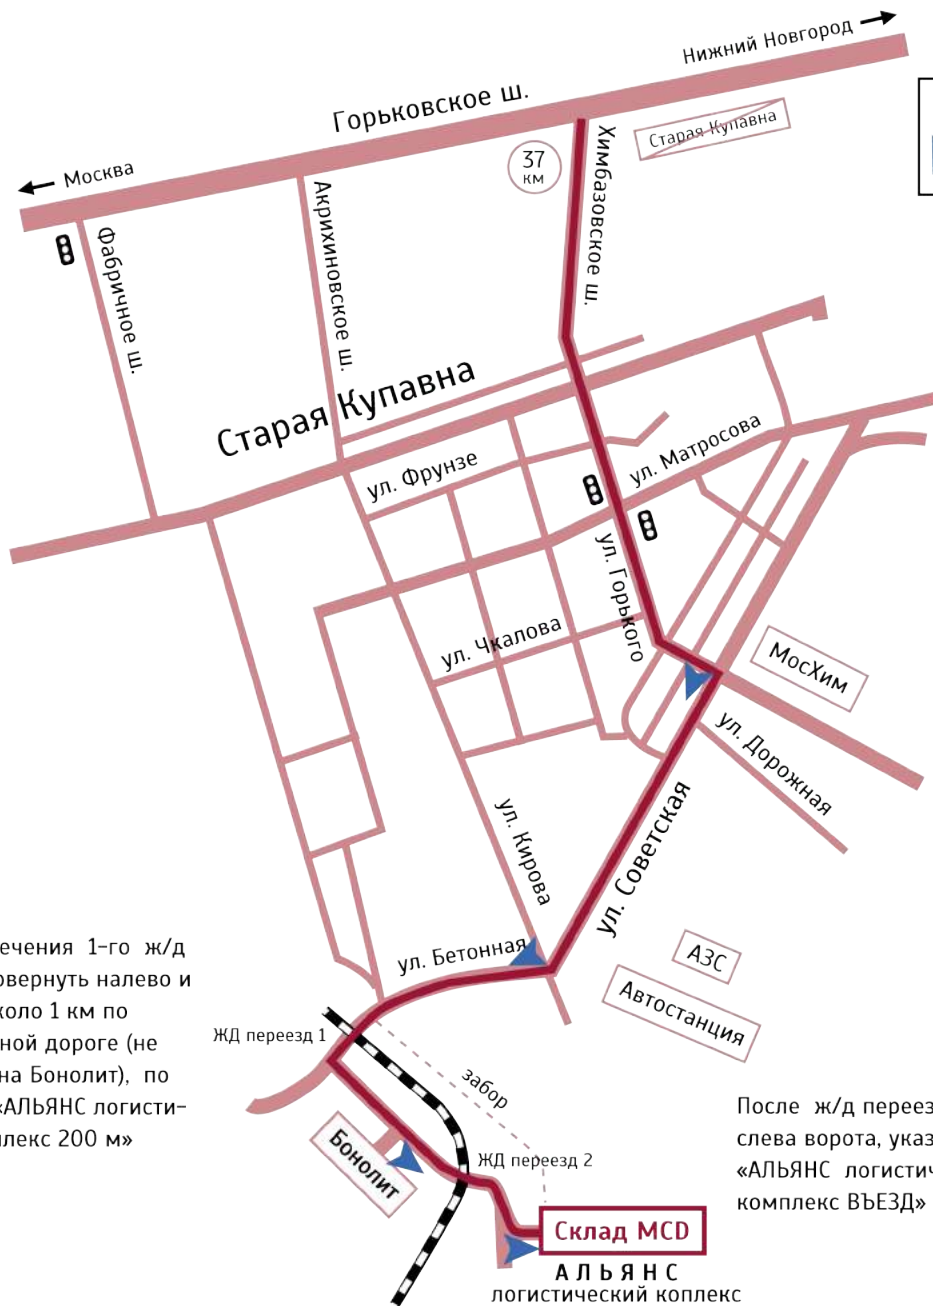 Нижний Новгород
Горьковское ш.
Старая Купавна
37
км
Москва
Химбазовское ш.
Акрихиновское ш.
Фабричное ш.
Старая Купавна
ул. Матросова
ул. Фрунзе
ул. Горького
ул. Чкалова
МосХим
ул. Дорожная
ул. Кирова
ул. Советская
ул. Бетонная
АЗС
Автостанция
ечения 1-го ж/д
овернуть налево и
коло 1 км по
ной дороге (не
на Бонолит), по
«АЛЬЯНС логисти-
плекс 200 м»
ЖД переезд 1
забор
Бонолит
ЖД переезд 2
После ж/д переез
слева ворота, указ
«АЛЬЯНС логистич
комплекс ВЪЕЗД»
Склад MCD
АЛЬЯНС
логистический коплекс